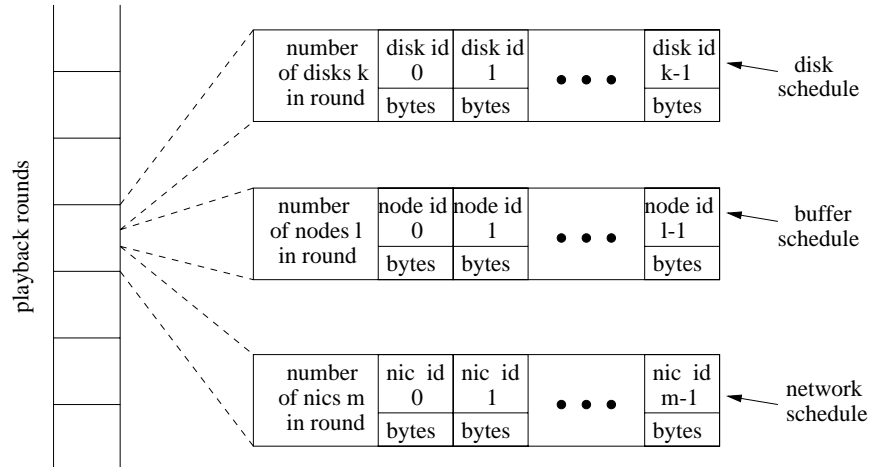 playback rounds
number
of disks k
in round
disk id
0
bytes
disk id
1
bytes
disk id
k-1
bytes
disk
schedule
number
of nodes l
in round
node id
0
bytes
node id
1
bytes
node id
l-1
bytes
buffer
schedule
number
of nics m
in round
nic id
0
bytes
nic id
1
bytes
nic id
m-1
bytes
network
schedule